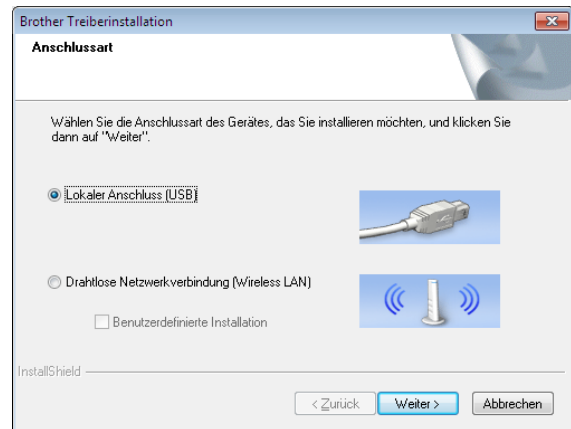 Brother Treiberinstallation
Anschlussart
Wählen Sie die Anschlussart des Gerätes, das Sie installieren möchten, und klicken Sie
dann auf "Weiter".
Lokaler Anschluss (USB)
Drahtlose Netzwerkverbindung (Wireless LAN)
Benutzerdefinierte Installation
InstallShield
< Zurück Weiter > Abbrechen